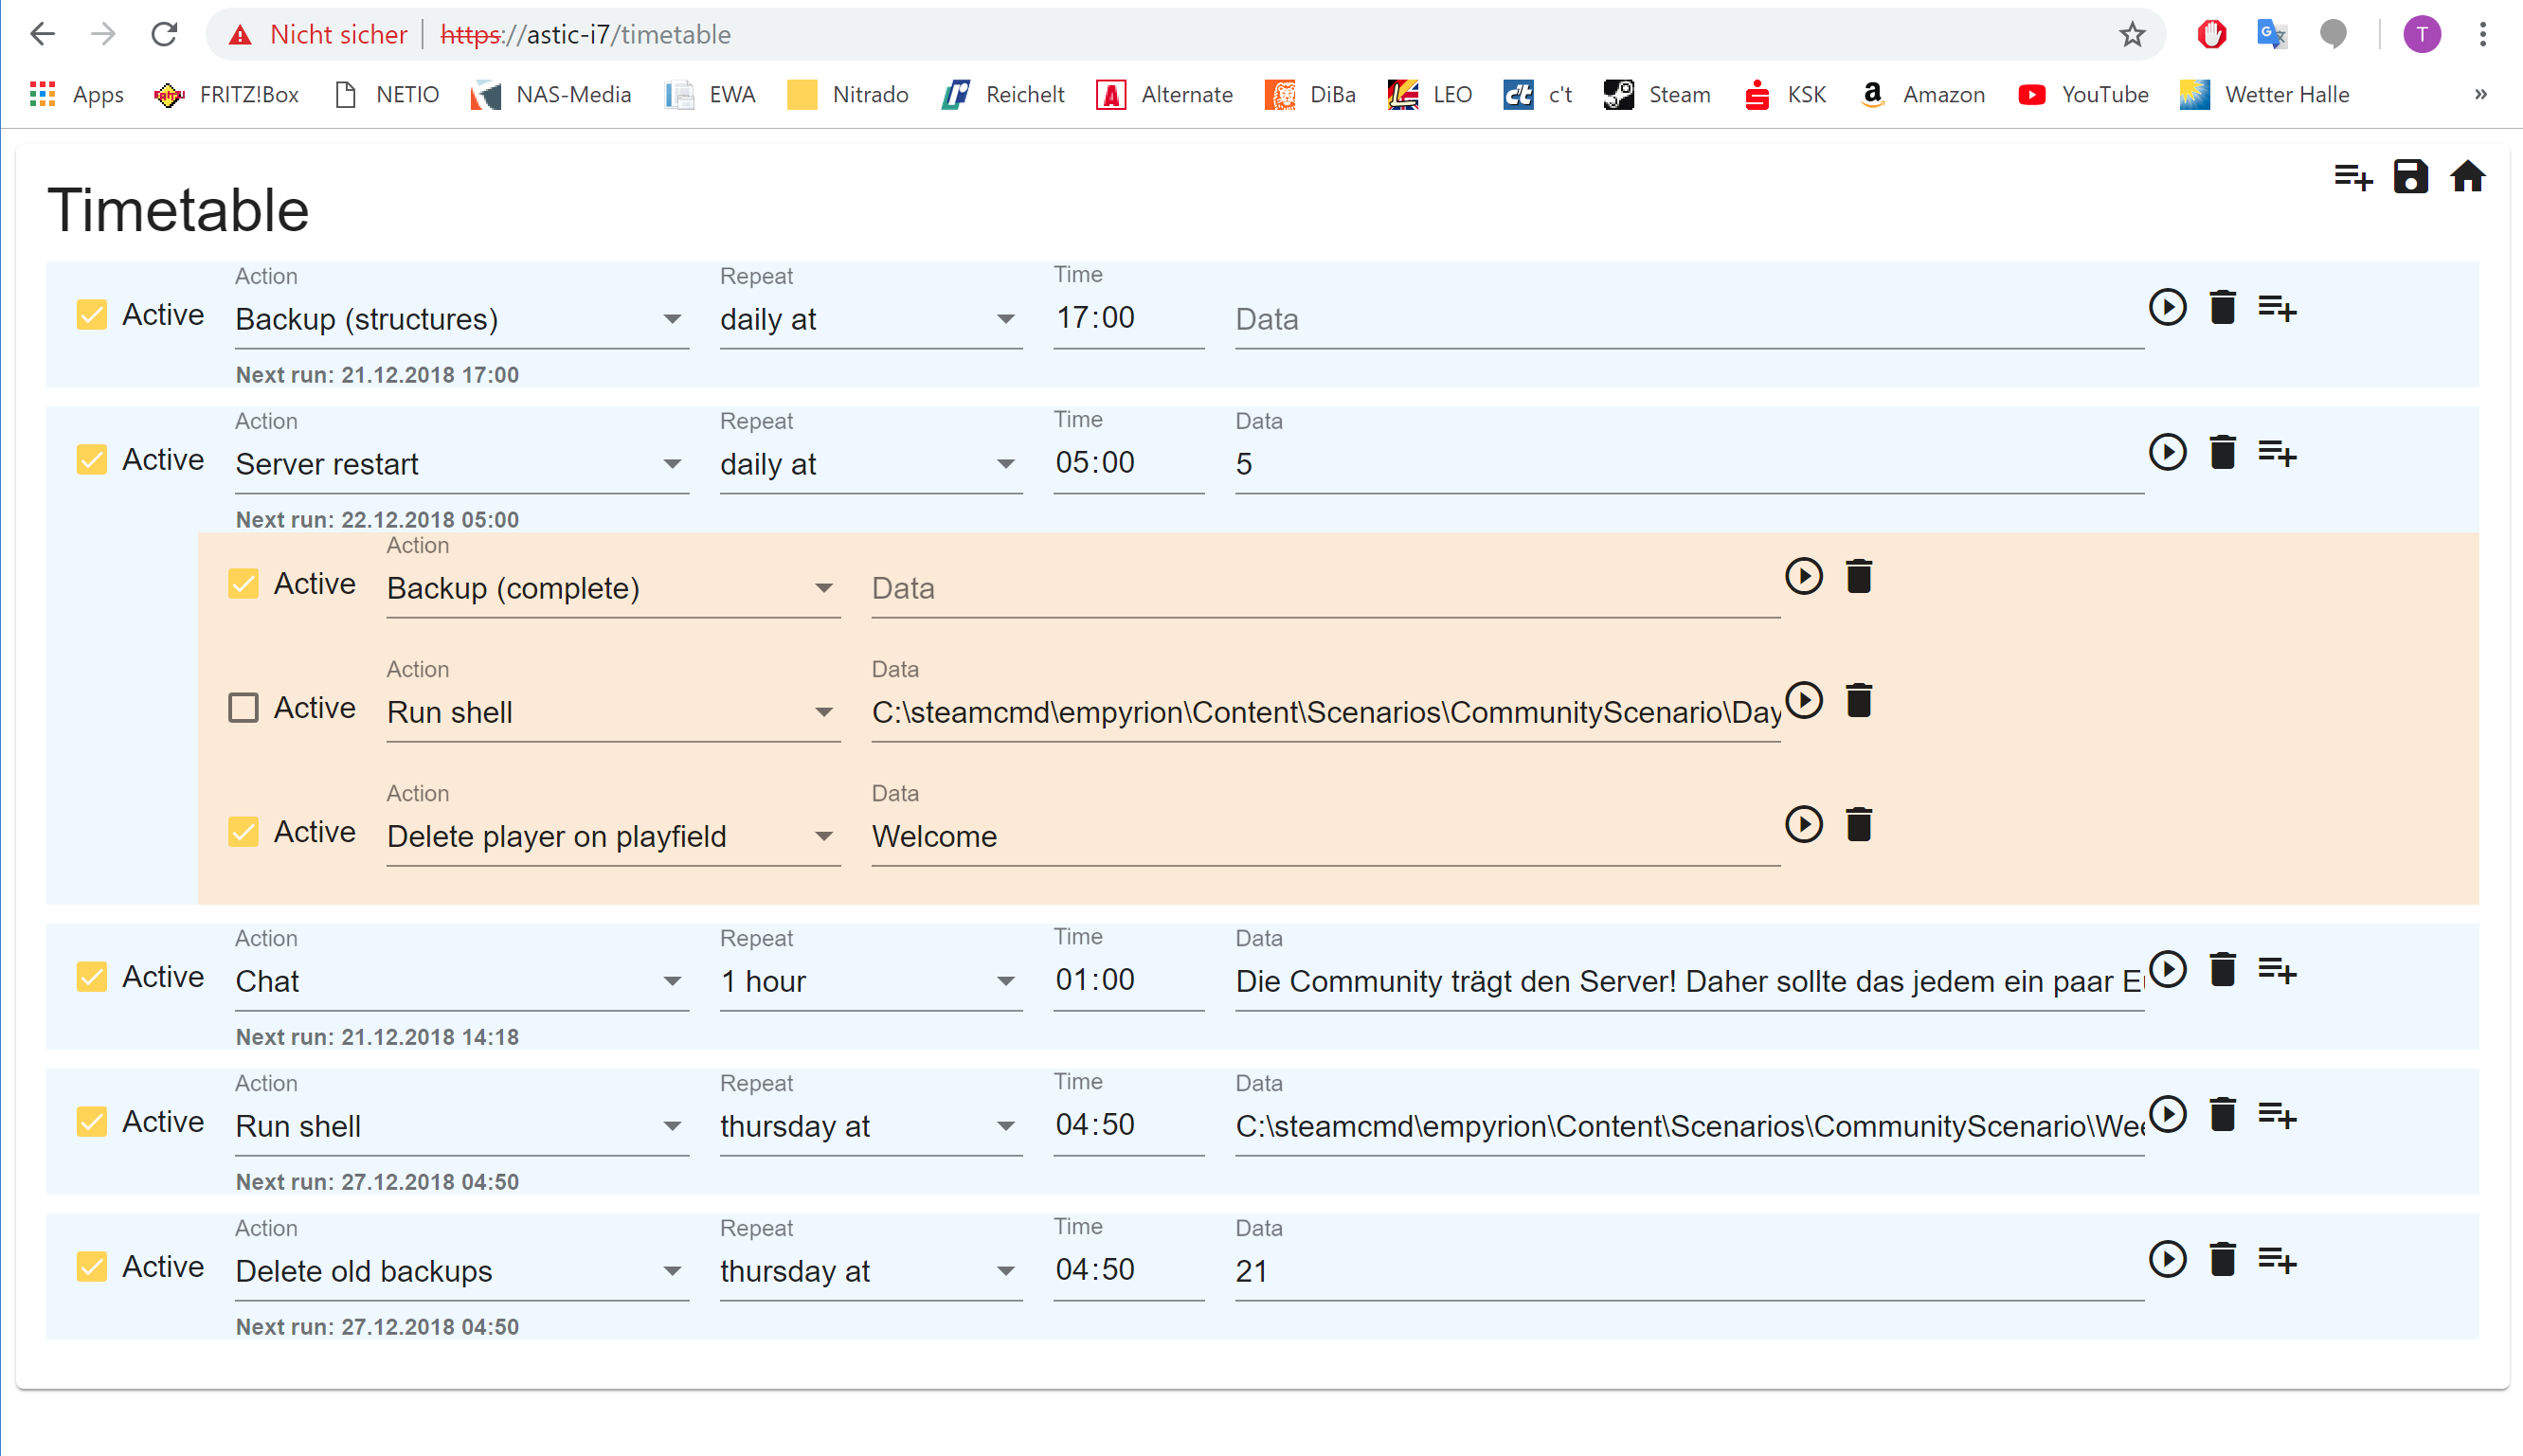 Nicht sicher https://astic-i7/timetable T
Apps FRITZ!Box NETIO NAS-Media EWA Nitrado Reichelt Alternate DiBa LEO c't Steam KSK Amazon YouTube Wetter Halle »
Timetable
Action Repeat Time
Active Backup (structures) daily at 17:00 Data
Next run: 21.12.2018 17:00
Action Repeat Time Data
Active Server restart daily at 05:00 5
Next run: 22.12.2018 05:00
Action
Active Backup (complete) Data
Action Data
Active Run shell C:\steamcmd\empyrion\Content\Scenarios\CommunityScenario\Day
Action Data
Active Delete player on playfield Welcome
Action Repeat Time Data
Active Chat 1 hour 01:00 Die Community trägt den Server! Daher sollte das jedem ein paar
Next run: 21.12.2018 14:18
Action Repeat Time Data
Active Run shell thursday at 04:50 C:\steamcmd\empyrion\Content\Scenarios\CommunityScenario\Wee
Next run: 27.12.2018 04:50
Action Repeat Time Data
Active Delete old backups thursday at 04:50 21
Next run: 27.12.2018 04:50